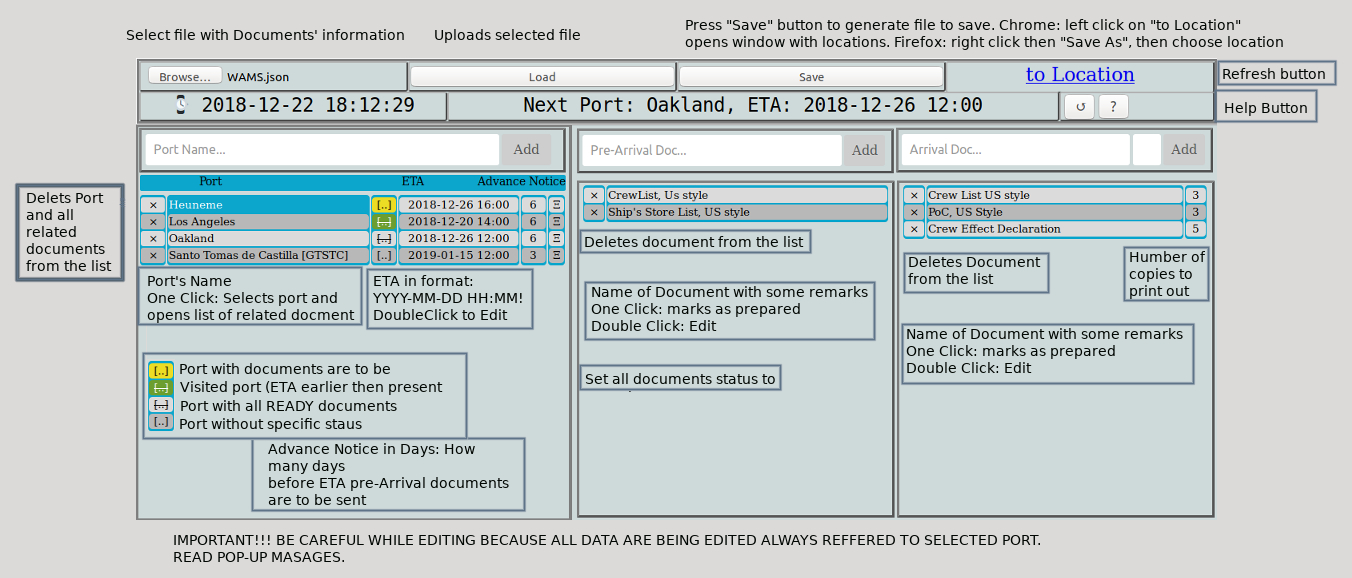 Select file with Documents' information
Uploads selected file
Press "Save" button to generate file to save. Chrome: left click on "to Location"
opens window with locations. Firefox: right click then "Save As", then choose location
Browse... WAMS.json
Load
Save
to Location
Refresh button
2018-12-22 18:12:29
Next Port: Oakland, ETA: 2018-12-26 12:00
↺ ?
Help Button
Port Name... Add
Pre-Arrival Doc... Add
Arrival Doc... Add
Port ETA Advance Notice
× Heuneme [..] 2018-12-26 16:00 6 Ξ
× Los Angeles [..] 2018-12-20 14:00 6 Ξ
× Oakland [..] 2018-12-26 12:00 6 Ξ
× Santo Tomas de Castilla [GTSTC] [..] 2019-01-15 12:00 3 Ξ
× CrewList, Us style
× Ship's Store List, US style
× Crew List US style 3
× PoC, US Style 3
× Crew Effect Declaration 5
Delets Port
and all
related
documents
from the list
Port's Name
One Click: Selects port and
opens list of related docment
ETA in format:
YYYY-MM-DD HH:MM!
DoubleClick to Edit
Deletes document from the list
Name of Document with some remarks
One Click: marks as prepared
Double Click: Edit
Set all documents status to
Deletes Document
from the list
Humber of
copies to
print out
Name of Document with some remarks
One Click: marks as prepared
Double Click: Edit
[..] Port with documents are to be
[..] Visited port (ETA earlier then present
[..] Port with all READY documents
[..] Port without specific staus
Advance Notice in Days: How
many days
before ETA pre-Arrival documents
are to be sent
IMPORTANT!!! BE CAREFUL WHILE EDITING BECAUSE ALL DATA ARE BEING EDITED ALWAYS REFFERED TO SELECTED PORT.
READ POP-UP MASAGES.